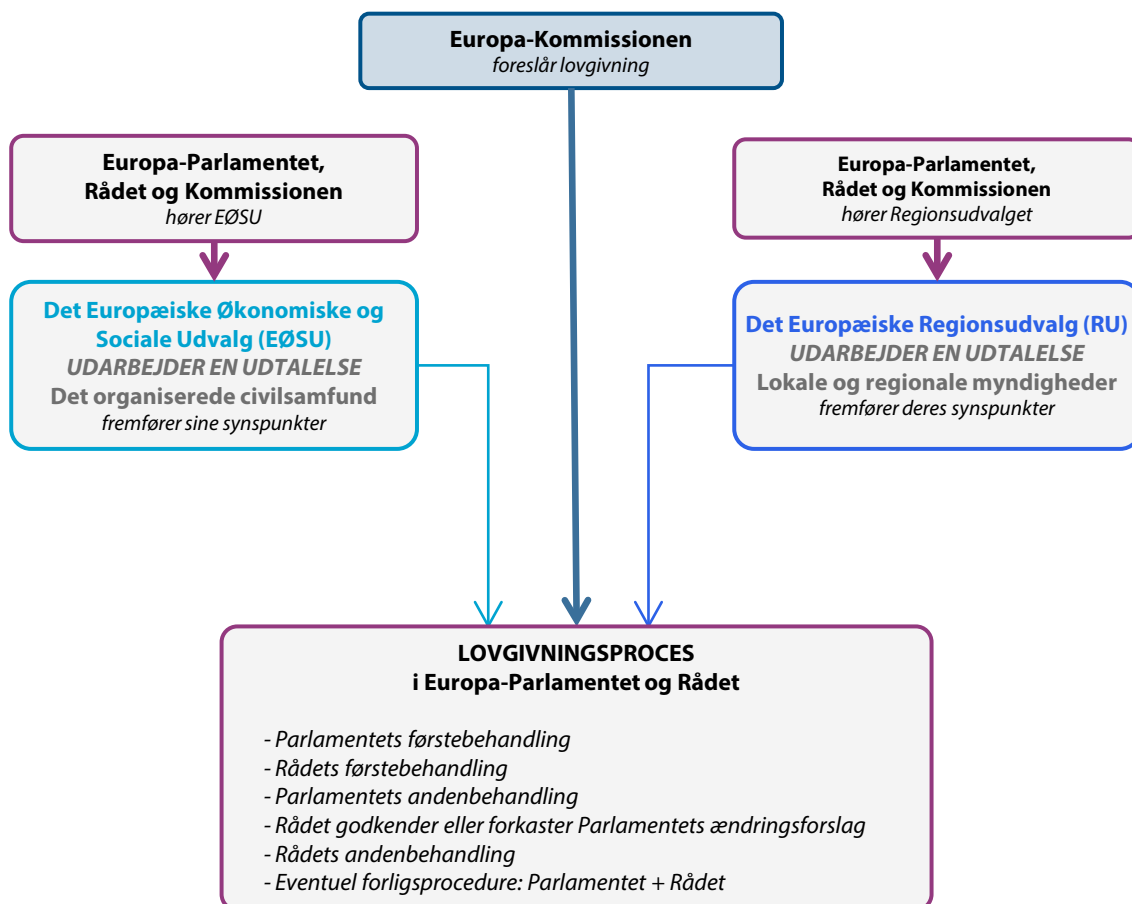 Europa-Kommissionen
foreslår lovgivning
Europa-Parlamentet,
Rådet og Kommissionen
hører EØSU
Europa-Parlamentet,
Rådet og Kommissionen
hører Regionsudvalget
Det Europæiske Økonomiske og
Sociale Udvalg (EØSU)
UDARBEJDER EN UDTALELSE
Det organiserede civilsamfund
fremfører sine synspunkter
Det Europæiske Regionsudvalg (RU)
UDARBEJDER EN UDTALELSE
Lokale og regionale myndigheder
fremfører deres synspunkter
LOVGIVNINGSPROCES
i Europa-Parlamentet og Rådet
- Parlamentets førstebehandling
- Rådets førstebehandling
- Parlamentets andenbehandling
- Rådet godkender eller forkaster Parlamentets ændringsforslag
- Rådets andenbehandling
- Eventuel forligsprocedure: Parlamentet + Rådet